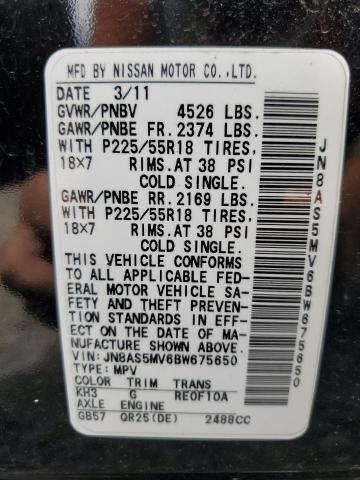 MFD BY NISSAN MOTOR CO.,LTD.
DATE 3/11
GVWR/PNBV 4526 LBS.
GAWR/PNBE FR. 2374 LBS.
WITH P225/55R18 TIRES,
18×7 RIMS.AT 38 PSI
COLD SINGLE.
GAWR/PNBE RR. 2169 LBS.
WITH P225/55R18 TIRES,
18×7 RIMS.AT 38 PSI
COLD SINGLE.
THIS VEHICLE CONFORMS
TO ALL APPLICABLE FED-
ERAL MOTOR VEHICLE SA-
FETY AND THEFT PREVEN-
TION STANDARDS IN EFF-
ECT ON THE DATE OF MA-
NUFACTURE SHOWN ABOVE.
VIN:JN8AS5MV6BW675650
TYPE: MPV
COLOR TRIM TRANS
KH3 G RE0F10A
AXLE ENGINE
GB57 QR25(DE) 2488CC
JN8AS5MV6BW675650